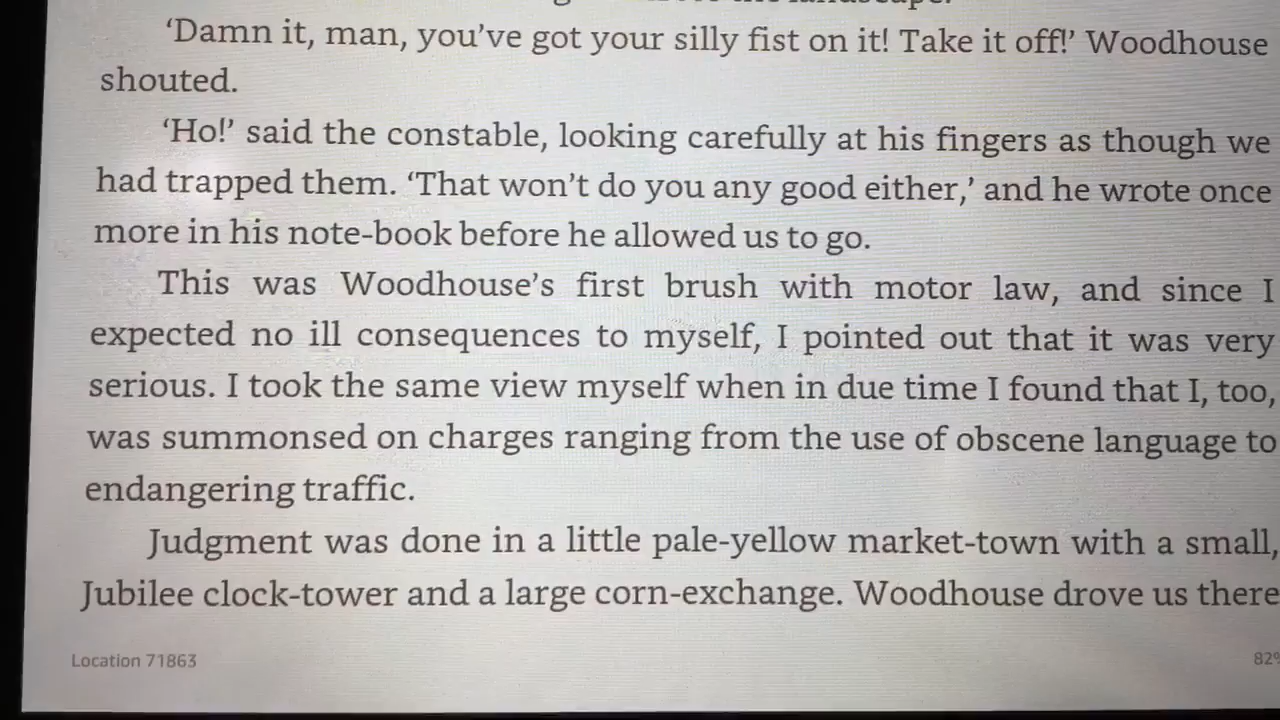 ‘Damn it, man, you’ve got your silly fist on it! Take it off!’ Woodhouse
shouted.
‘Ho!’ said the constable, looking carefully at his fingers as though we
had trapped them. ‘That won’t do you any good either,’ and he wrote once
more in his note-book before he allowed us to go.
This was Woodhouse’s first brush with motor law, and since I
expected no ill consequences to myself, I pointed out that it was very
serious. I took the same view myself when in due time I found that I, too,
was summonsed on charges ranging from the use of obscene language to
endangering traffic.
Judgment was done in a little pale-yellow market-town with a small,
Jubilee clock-tower and a large corn-exchange. Woodhouse drove us there
Location 71863
82%